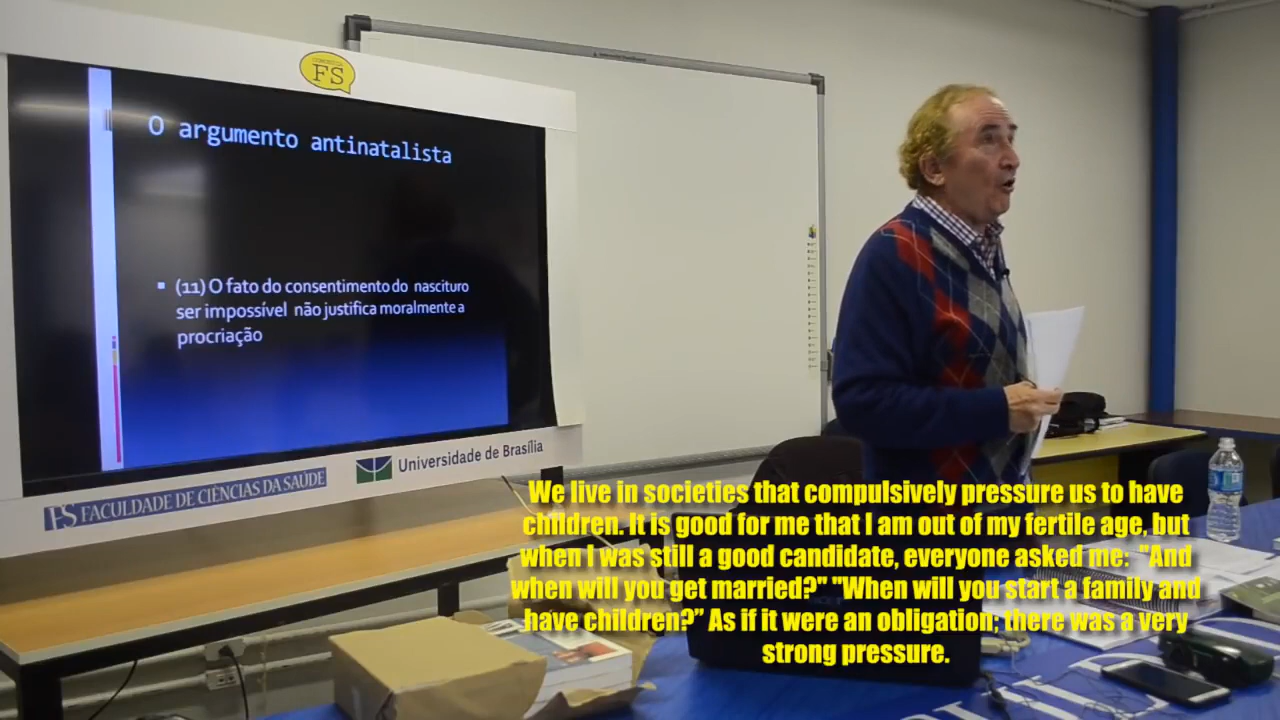 FS
O argumento antinatalista
(11) O fato do consentimento do nascituro
ser impossível não justifica moralmente a
procriação
FS FACULDADE DE CIÊNCIAS DA SAÚDE
Universidade de Brasília
We live in societies that compulsively pressure us to have
children. It is good for me that I am out of my fertile age, but
when I was still a good candidate, everyone asked me: "And
when will you get married?" "When will you start a family and
have children?” As if it were an obligation; there was a very
strong pressure.